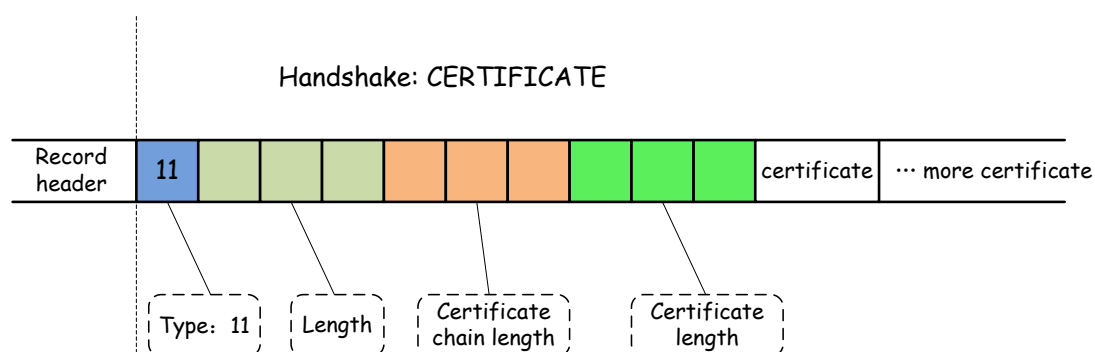 Handshake: CERTIFICATE
Record
header
11
certificate
··· more certificate
Type：11
Length
Certificate
chain length
Certificate
length